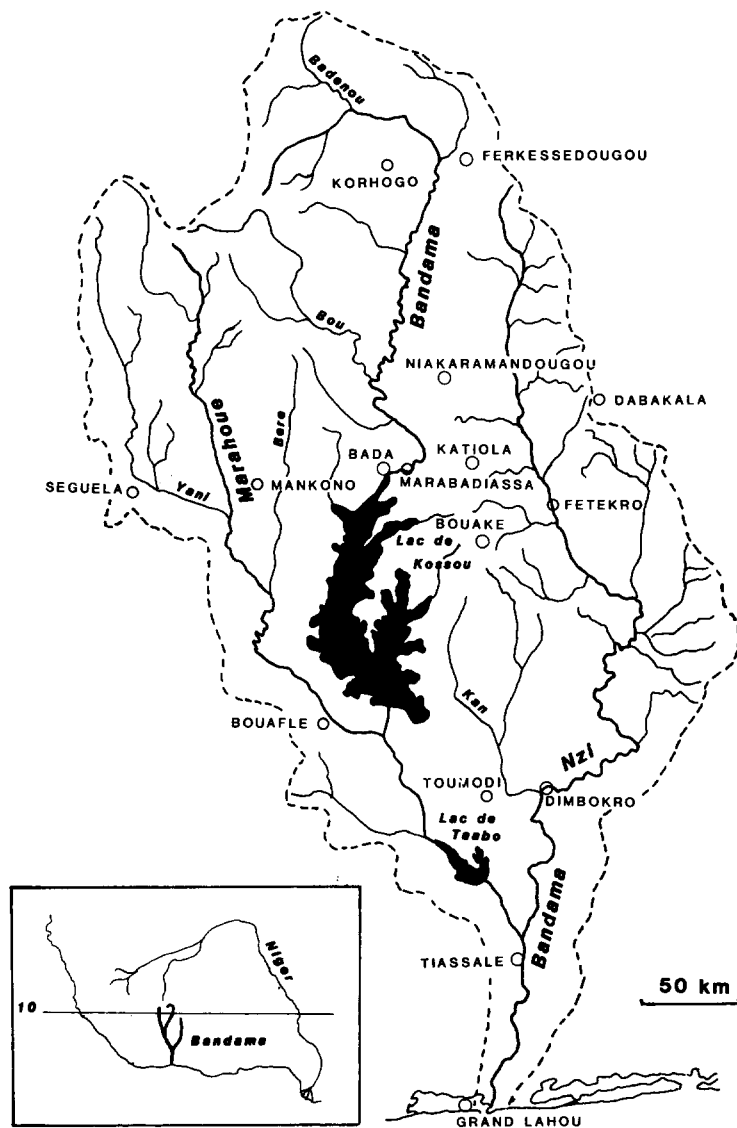 Badenou
FERKESSEDOUGOU
KORHOGO
Bandama
Bou
NIAKARAMANDOUGOU
DABAKALA
Marahoue
Bere
BADA
KATIOLA
MARABADIASSA
SEGUELA
Yani
MANKONO
FETEKRO
BOUAKE
Lac de
Kossou
Kan
BOUAFLE
Nzi
TOUMODI
DIMBOKRO
Lac de
Taabo
Bandama
TIASSALE
50 km
Niger
10
Bandama
GRAND LAHOU